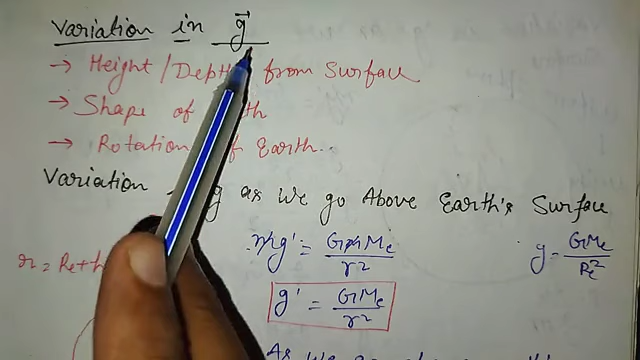 Variation in g⃗
→ Height / Depth from Surface
→ Shape of
→ Rotation of Earth.
Variation g as We go Above Earth's Surface
mg' = GmMe/r² g = GMe/Re²
r = Re+h
g' = GMe/r²
As We